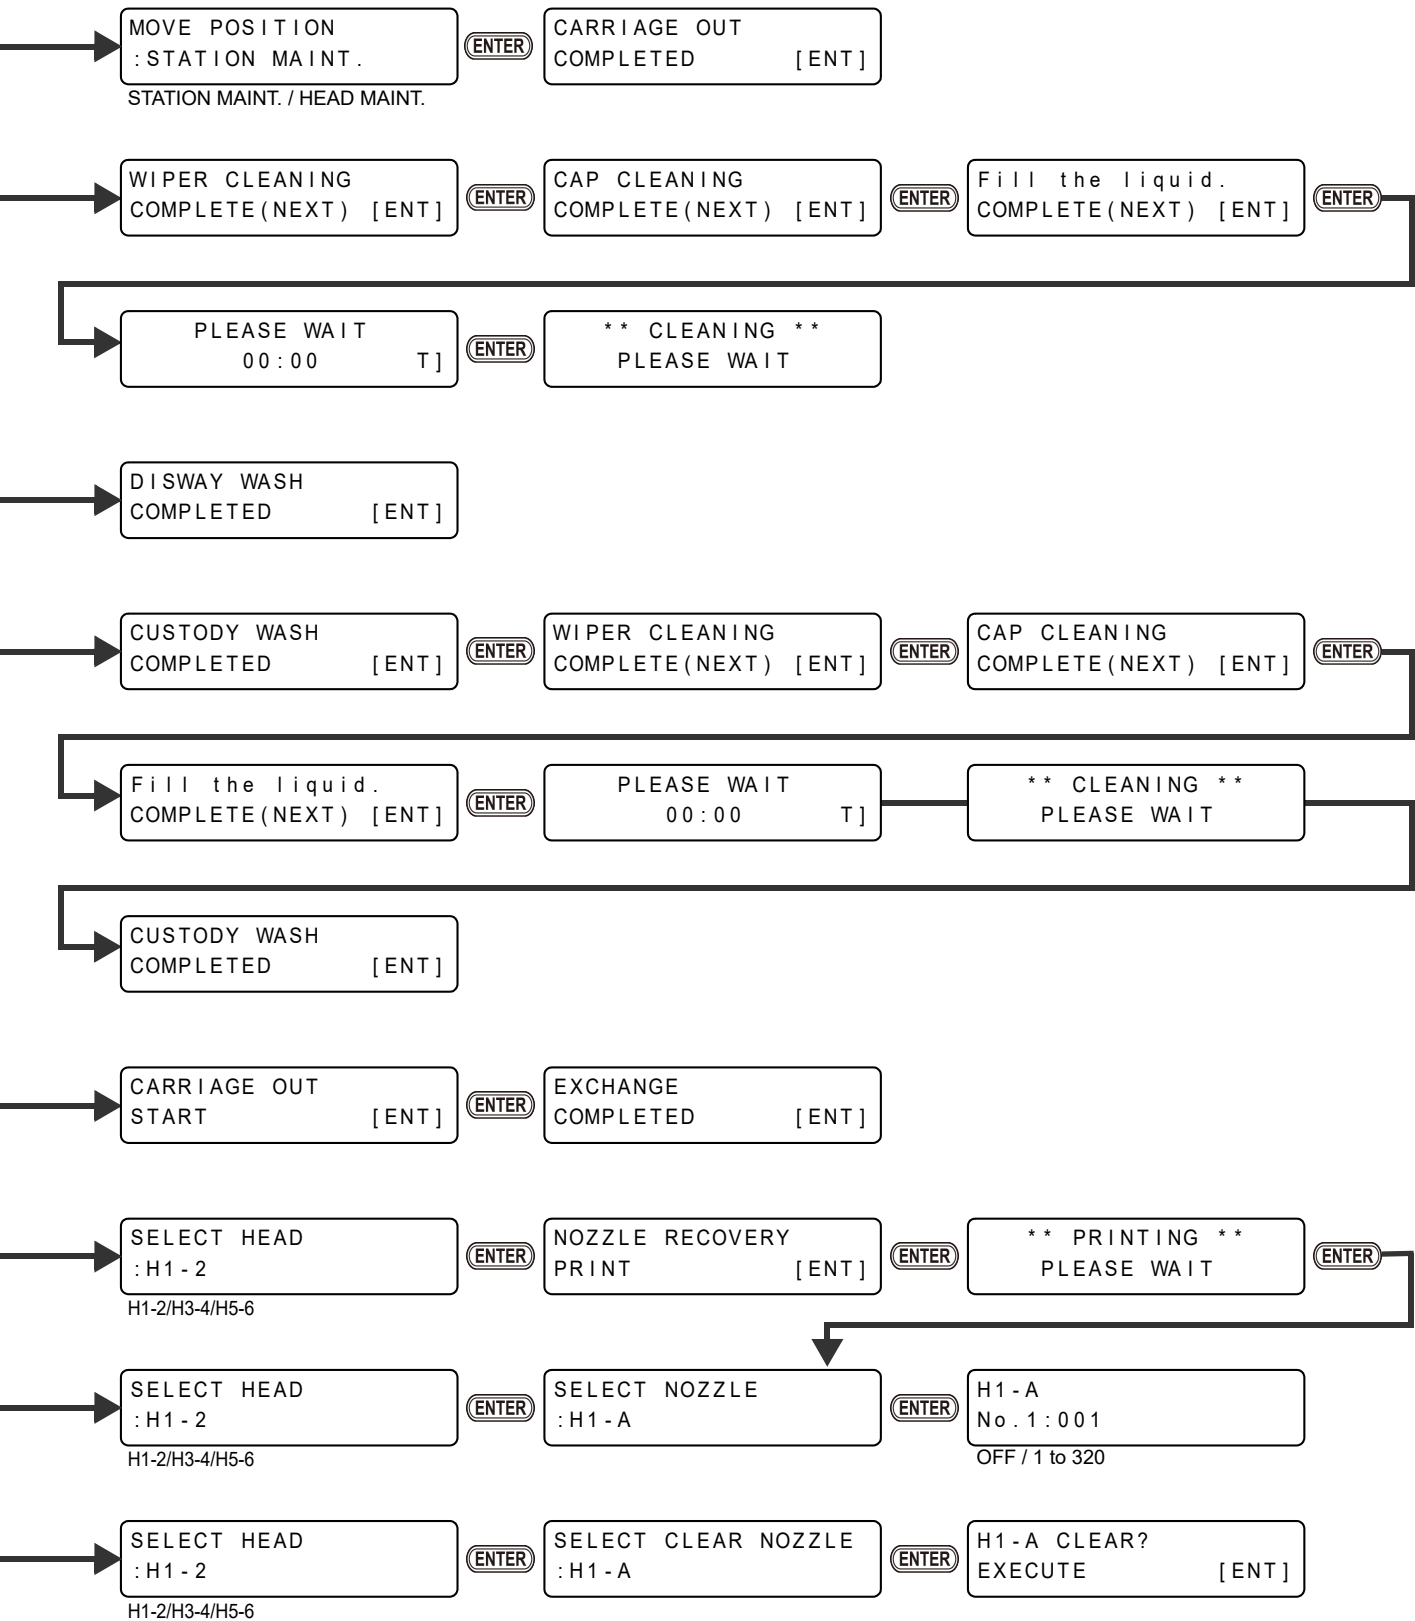 MOVE POSITION
:STATION MAINT.
ENTER
CARRIAGE OUT
COMPLETED [ENT]
STATION MAINT. / HEAD MAINT.
WIPER CLEANING
COMPLETE(NEXT) [ENT]
ENTER
CAP CLEANING
COMPLETE(NEXT) [ENT]
ENTER
Fill the liquid.
COMPLETE(NEXT) [ENT]
ENTER
PLEASE WAIT
00:00 T]
ENTER
** CLEANING **
PLEASE WAIT
DISWAY WASH
COMPLETED [ENT]
CUSTODY WASH
COMPLETED [ENT]
ENTER
WIPER CLEANING
COMPLETE(NEXT) [ENT]
ENTER
CAP CLEANING
COMPLETE(NEXT) [ENT]
ENTER
Fill the liquid.
COMPLETE(NEXT) [ENT]
ENTER
PLEASE WAIT
00:00 T]
** CLEANING **
PLEASE WAIT
CUSTODY WASH
COMPLETED [ENT]
CARRIAGE OUT
START [ENT]
ENTER
EXCHANGE
COMPLETED [ENT]
SELECT HEAD
:H1-2
ENTER
NOZZLE RECOVERY
PRINT [ENT]
ENTER
** PRINTING **
PLEASE WAIT
ENTER
H1-2/H3-4/H5-6
SELECT HEAD
:H1-2
ENTER
SELECT NOZZLE
:H1-A
ENTER
H1-A
No.1:001
H1-2/H3-4/H5-6
OFF / 1 to 320
SELECT HEAD
:H1-2
ENTER
SELECT CLEAR NOZZLE
:H1-A
ENTER
H1-A CLEAR?
EXECUTE [ENT]
H1-2/H3-4/H5-6